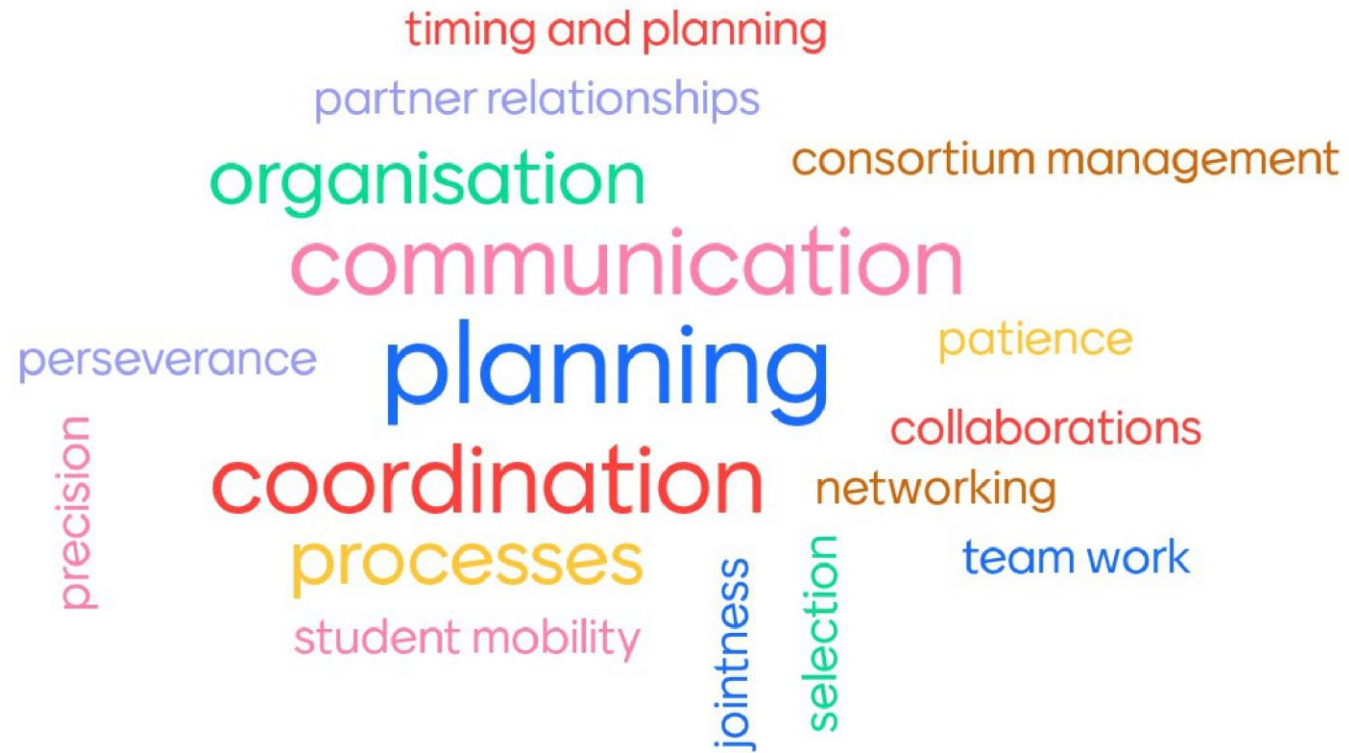 timing and planning
partner relationships
consortium management
organisation
communication
planning
patience
perseverance
collaborations
precision
coordination
networking
processes
team work
selection
jointness
student mobility